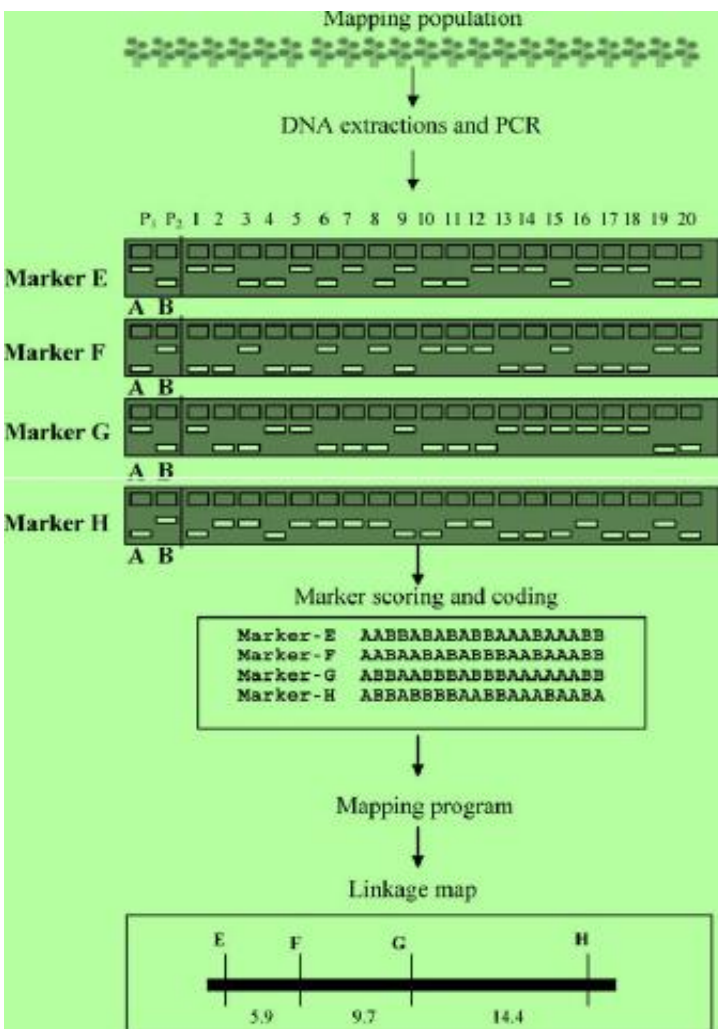 Mapping population
DNA extractions and PCR
P1 P2 1 2 3 4 5 6 7 8 9 10 11 12 13 14 15 16 17 18 19 20
Marker E
A B
Marker F
A B
Marker G
A B
Marker H
A B
Marker scoring and coding
Marker-E AABBABABABBAAABAAABB
Marker-F AABAABABABBBAABAAABB
Marker-G ABBAABBBABBBAAAAAABB
Marker-H ABBABBBBAABBAAABAABA
Mapping program
Linkage map
E F G H
5.9 9.7 14.4